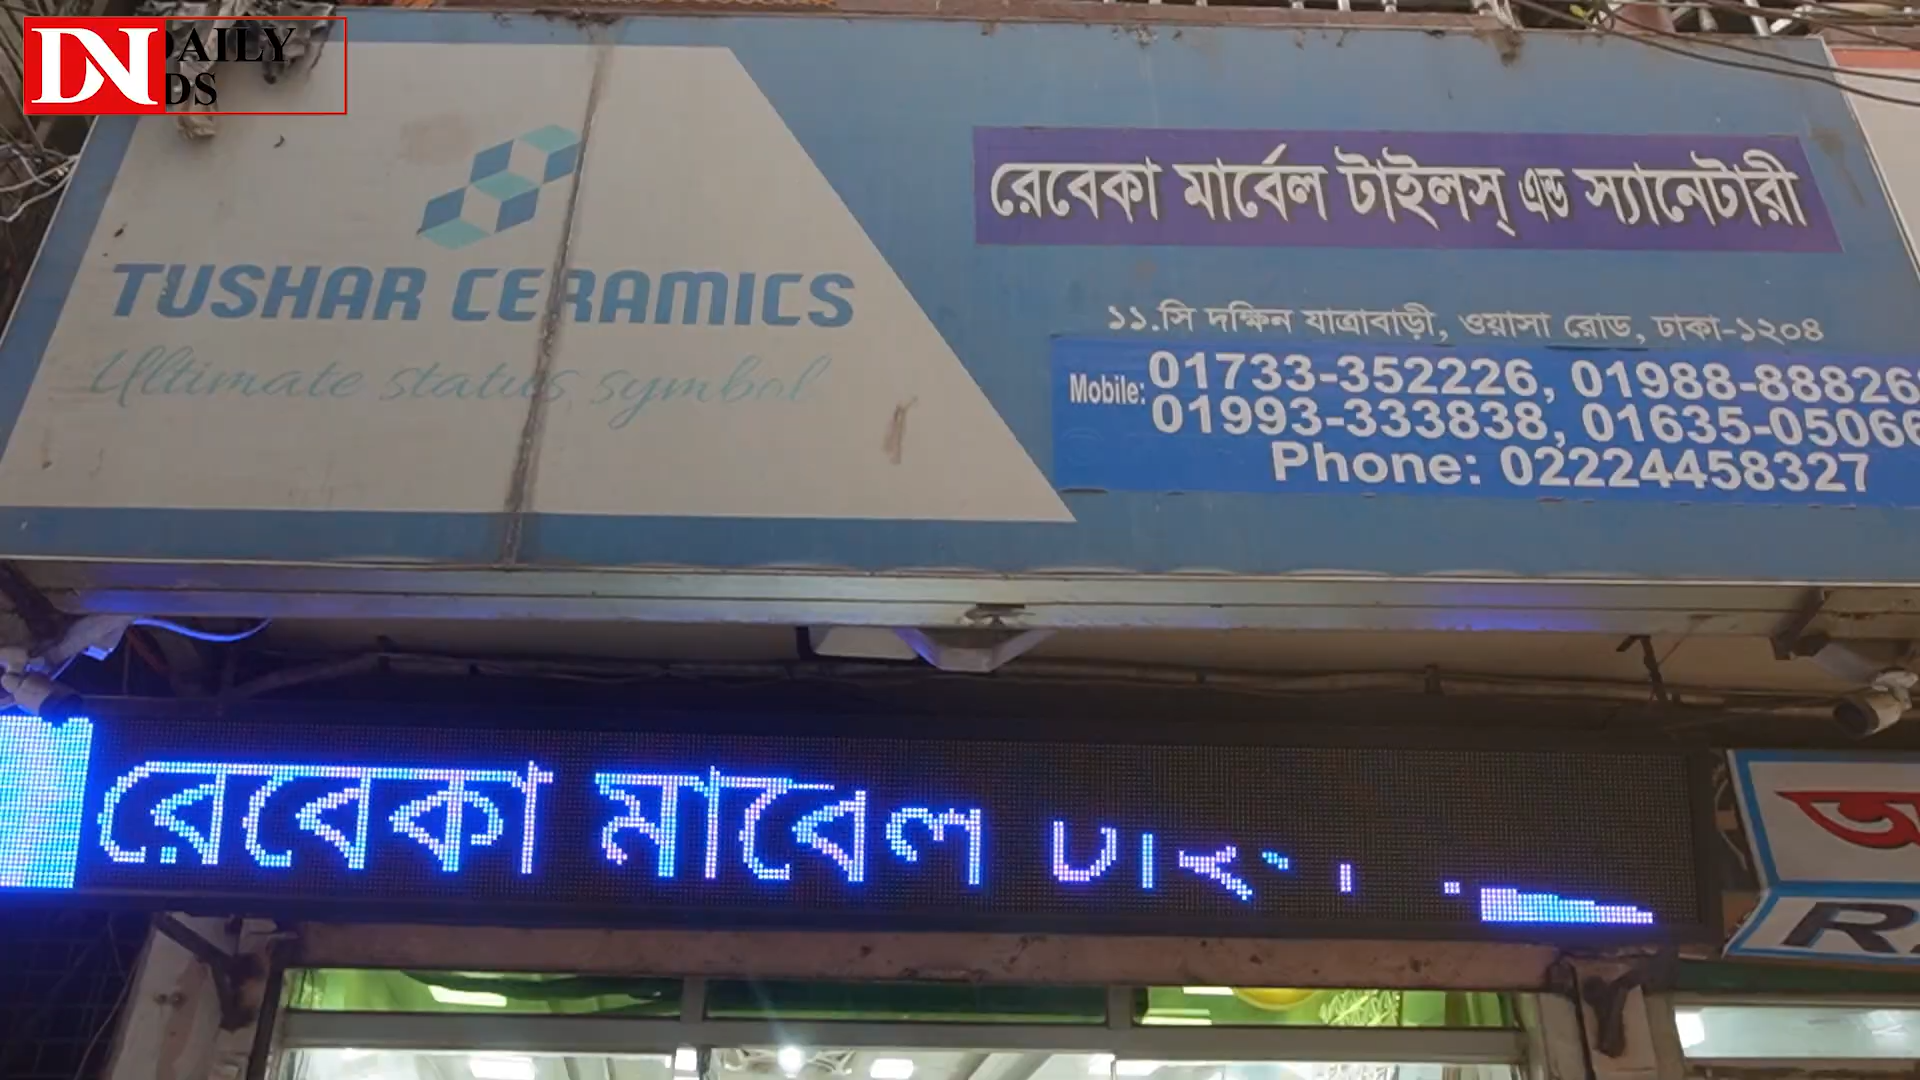 DN DAILY
DS
TUSHAR CERAMICS
Ultimate status symbol
রেবেকা মার্বেল টাইলস্ এন্ড স্যানেটারী
১১.সি দক্ষিন যাত্রাবাড়ী, ওয়াসা রোড, ঢাকা-১২০৪
Mobile: 01733-352226, 01988-88826
01993-333838, 01635-05066
Phone: 02224458327
রেবেকা মার্বেল